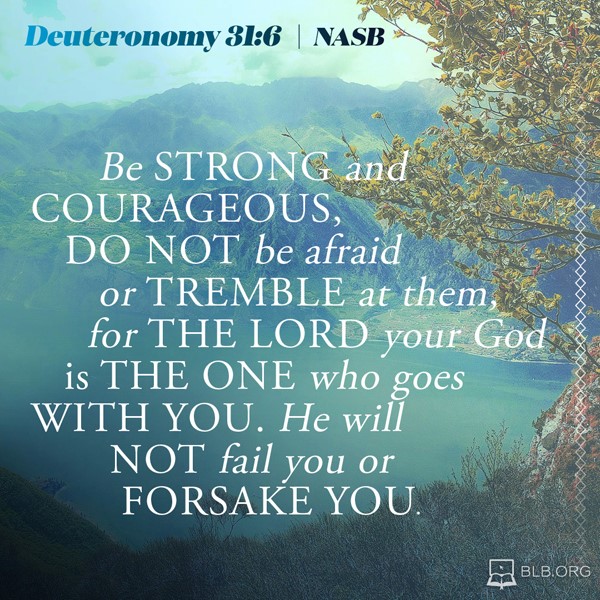 Deuteronomy 31:6 | NASB
Be STRONG and
COURAGEOUS,
DO NOT be afraid
or TREMBLE at them,
for THE LORD your God
is THE ONE who goes
WITH YOU. He will
NOT fail you or
FORSAKE YOU.
BLB.ORG